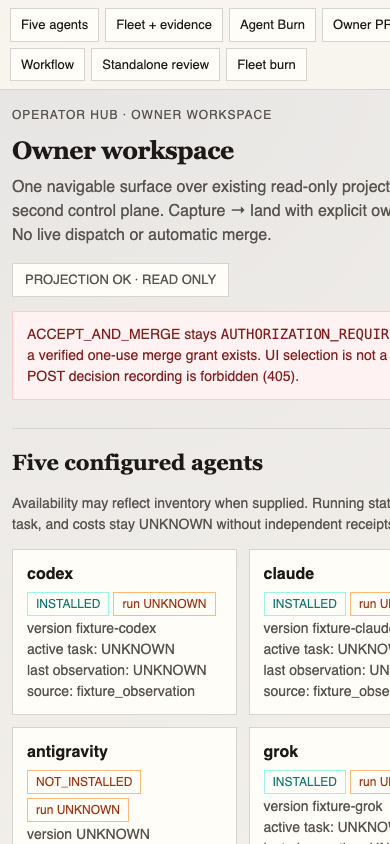 Five agents Fleet + evidence Agent Burn Owner
Workflow Standalone review Fleet burn
OPERATOR HUB · OWNER WORKSPACE
Owner workspace
One navigable surface over existing read-only project
second control plane. Capture → land with explicit ow
No live dispatch or automatic merge.
PROJECTION OK · READ ONLY
ACCEPT_AND_MERGE stays AUTHORIZATION_REQUIR
a verified one-use merge grant exists. UI selection is not a
POST decision recording is forbidden (405).
Five configured agents
Availability may reflect inventory when supplied. Running stat
task, and costs stay UNKNOWN without independent receipts
codex
INSTALLED run UNKNOWN
version fixture-codex
active task: UNKNOWN
last observation: UNKNOWN
source: fixture_observation
claude
INSTALLED run U
version fixture-claud
active task: UNKNO
last observation: UN
source: fixture_obse
antigravity
NOT_INSTALLED
run UNKNOWN
version UNKNOWN
grok
INSTALLED run U
version fixture-grok
active task: UNKNO